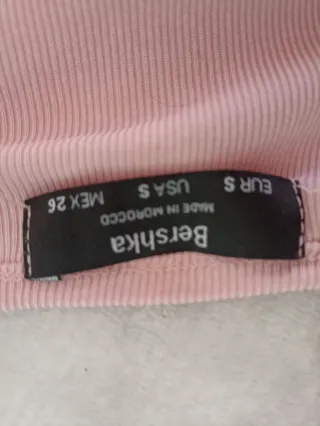 Bershka
MADE IN MOROCCO
EUR S USA S MEX 26